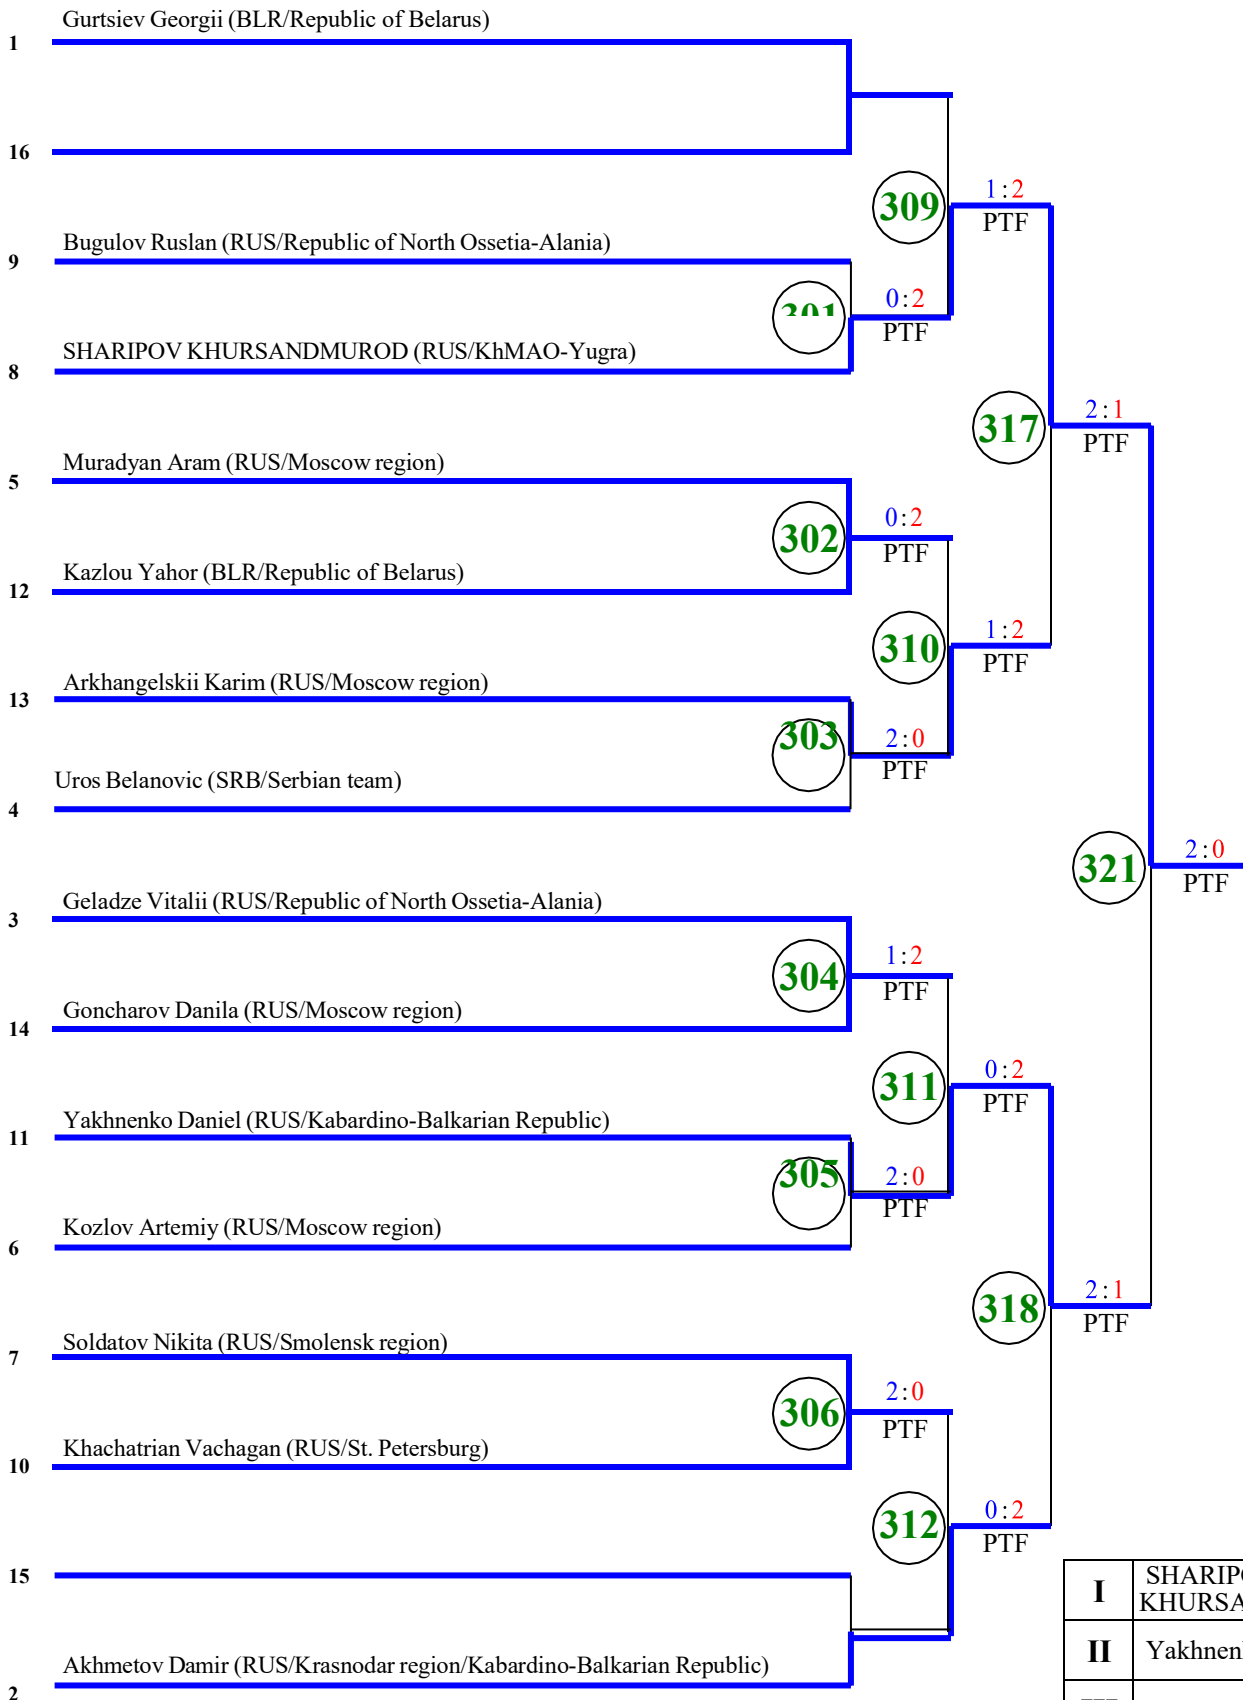 Gurtsiev Georgii (BLR/Republic of Belarus)
1
16
309
1:2
PTF
Bugulov Ruslan (RUS/Republic of North Ossetia-Alania)
9
301
0:2
PTF
SHARIPOV KHURSANDMUROD (RUS/KhMAO-Yugra)
8
317
2:1
PTF
Muradyan Aram (RUS/Moscow region)
5
302
0:2
PTF
Kazlou Yahor (BLR/Republic of Belarus)
12
310
1:2
PTF
Arkhangelskii Karim (RUS/Moscow region)
13
303
2:0
PTF
Uros Belanovic (SRB/Serbian team)
4
321
2:0
PTF
Geladze Vitalii (RUS/Republic of North Ossetia-Alania)
3
304
1:2
PTF
Goncharov Danila (RUS/Moscow region)
14
311
0:2
PTF
Yakhnenko Daniel (RUS/Kabardino-Balkarian Republic)
11
305
2:0
PTF
Kozlov Artemiy (RUS/Moscow region)
6
318
2:1
PTF
Soldatov Nikita (RUS/Smolensk region)
7
306
2:0
PTF
Khachatrian Vachagan (RUS/St. Petersburg)
10
312
0:2
PTF
15
I SHARIP
KHURSA
II Yakhnen
Akhmetov Damir (RUS/Krasnodar region/Kabardino-Balkarian Republic)
2